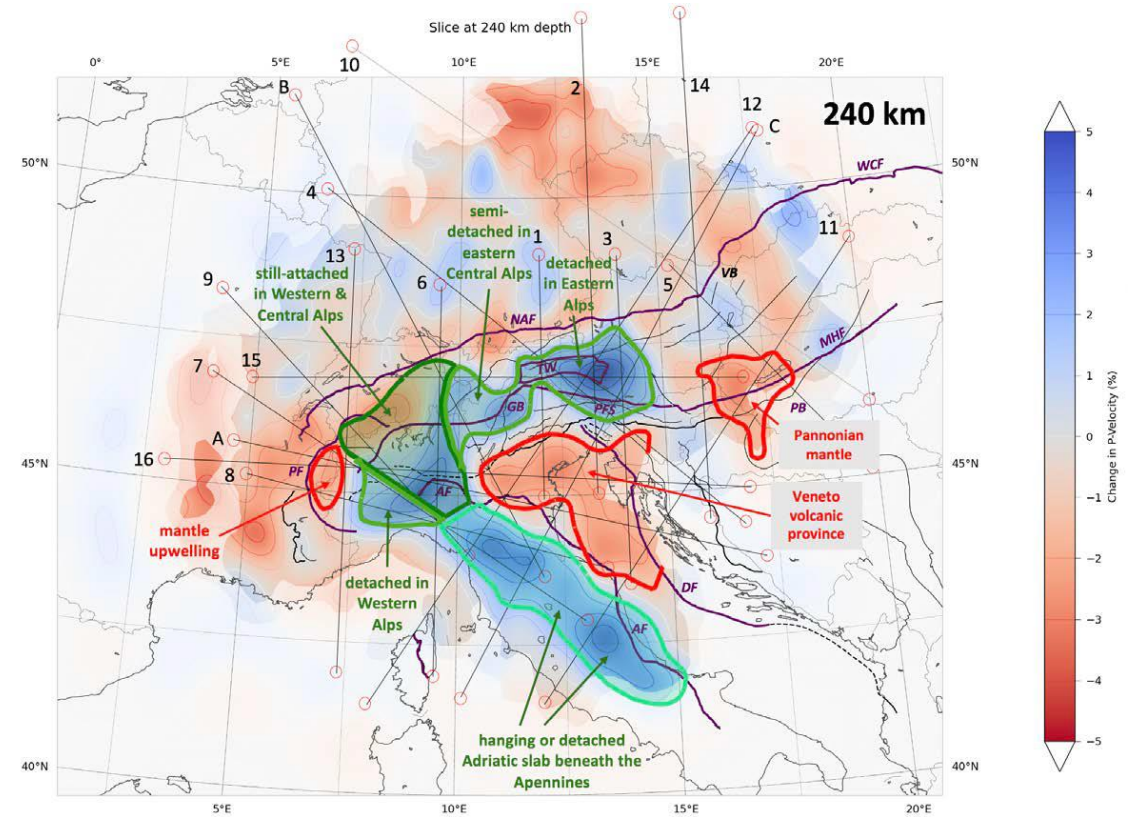 Slice at 240 km depth
0° 5° 10° 15° 20°
10
B
2
14
12
C
240 km
50°N
50°N
WCF
4
semi-
detached in
eastern
Central Alps
11
13
1
3
detached
in Eastern
Alps
VB
5
9
still-attached
in Western &
Central Alps
6
NAF
MHF
7
15
TW
GB
PFS
PB
A
16
8
45°N
45°N
PF
AF
Pannonian
mantle
Veneto
volcanic
province
mantle
upwelling
detached in
Western
Alps
DF
AF
hanging or detached
Adriatic slab beneath the
Apennines
40°N
40°N
5°E 10°E 15°E 20°E
5
4
3
2
1
0
−1
−2
−3
−4
−5
Change in P-Velocity (%)